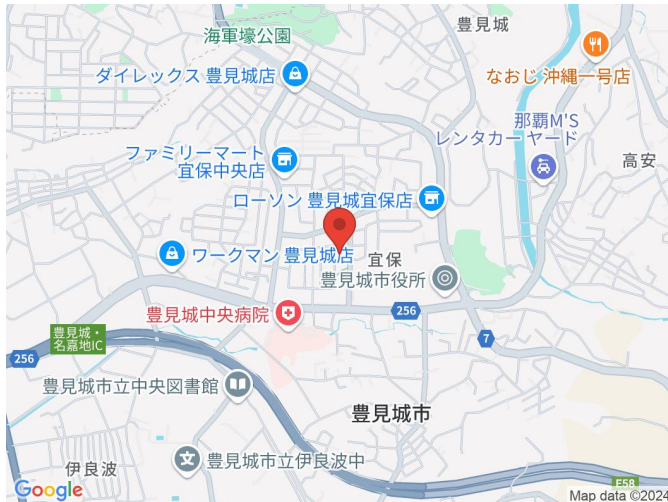 豊見城
海軍壕公園
なおじ 沖縄一号店
ダイレックス 豊見城店
那覇M'S
レンタカー ヤード
ファミリーマート
宜保中央店
高安
ローソン 豊見城宜保店
ワークマン 豊見城店
宜保
豊見城市役所
豊見城中央病院
256
豊見城・
名嘉地IC
7
256
豊見城市立中央図書館
豊見城市
豊見城市立伊良波中
伊良波
E58
Google
Map data ©2024